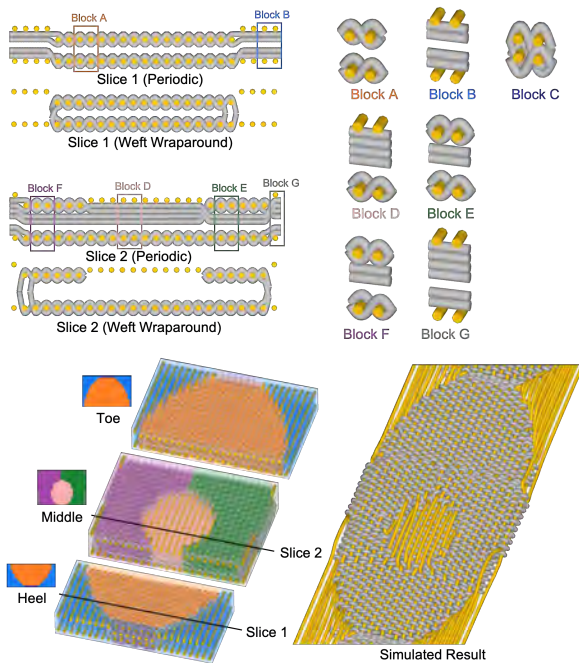 Block A
Block B
Slice 1 (Periodic)
Slice 1 (Weft Wraparound)
Block F
Block D
Block E
Block G
Slice 2 (Periodic)
Slice 2 (Weft Wraparound)
Block A
Block B
Block C
Block D
Block E
Block F
Block G
Toe
Middle
Slice 2
Heel
Slice 1
Simulated Result